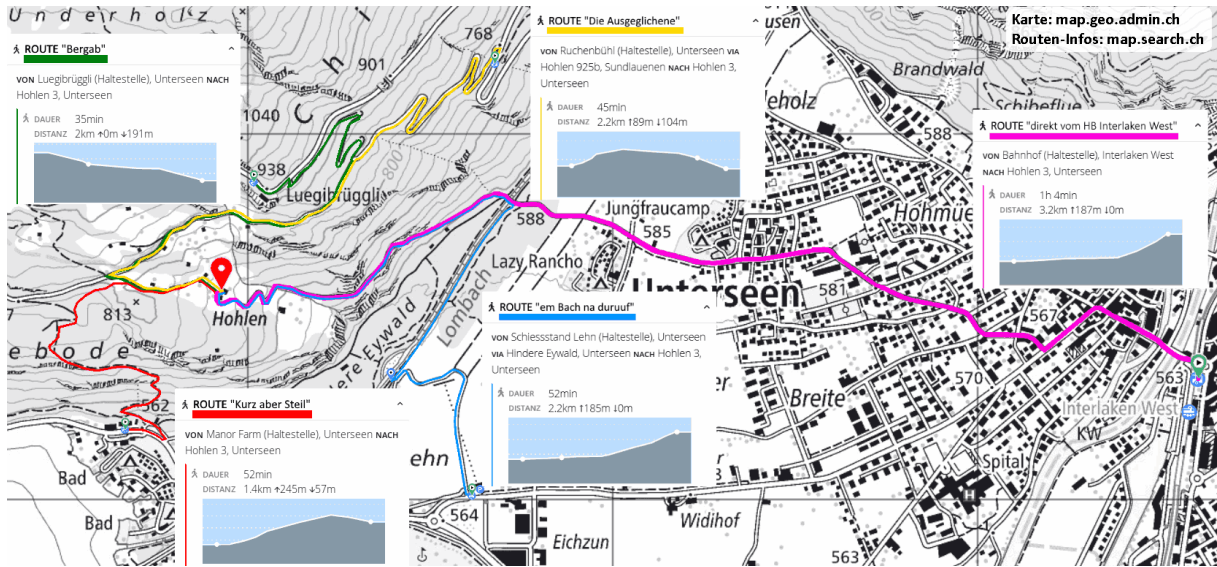 Underholz
Chi
768
901
1040
938
Luegibrüggli
800
ROUTE "Bergab"
VON Luegibrüggli (Haltestelle), Unterseen NACH
Hohlen 3, Unterseen
DAUER 35min
DISTANZ 2km ↑0m ↓191m
ROUTE "Die Ausgeglichene"
VON Ruchenbühl (Haltestelle), Unterseen VIA
Hohlen 925b, Sundlauenen NACH Hohlen 3,
Unterseen
DAUER 45min
DISTANZ 2.2km ↑89m ↓104m
Karte: map.geo.admin.ch
Routen-Infos: map.search.ch
Brandwald
eholz
588
Schibeflue
ROUTE "direkt vom HB Interlaken West"
VON Bahnhof (Haltestelle), Interlaken West
NACH Hohlen 3, Unterseen
DAUER 1h 4min
DISTANZ 3.2km ↑187m ↓0m
588
Jungfraucamp
585
Hohmüe
Lazy Rancho
Lombach
Unterseen
581
567
Hohlen
813
ebode
Eywald
ROUTE "em Bach na duruuf"
VON Schiessstand Lehn (Haltestelle), Unterseen
VIA Hindere Eywald, Unterseen NACH Hohlen 3,
Unterseen
DAUER 52min
DISTANZ 2.2km ↑185m ↓0m
563
570
Interlaken West
Breite
KW
Spital
H
562
Bad
Bad
ROUTE "Kurz aber Steil"
VON Manor Farm (Haltestelle), Unterseen NACH
Hohlen 3, Unterseen
DAUER 52min
DISTANZ 1.4km ↑245m ↓57m
ehn
564
Widihof
Eichzun
563